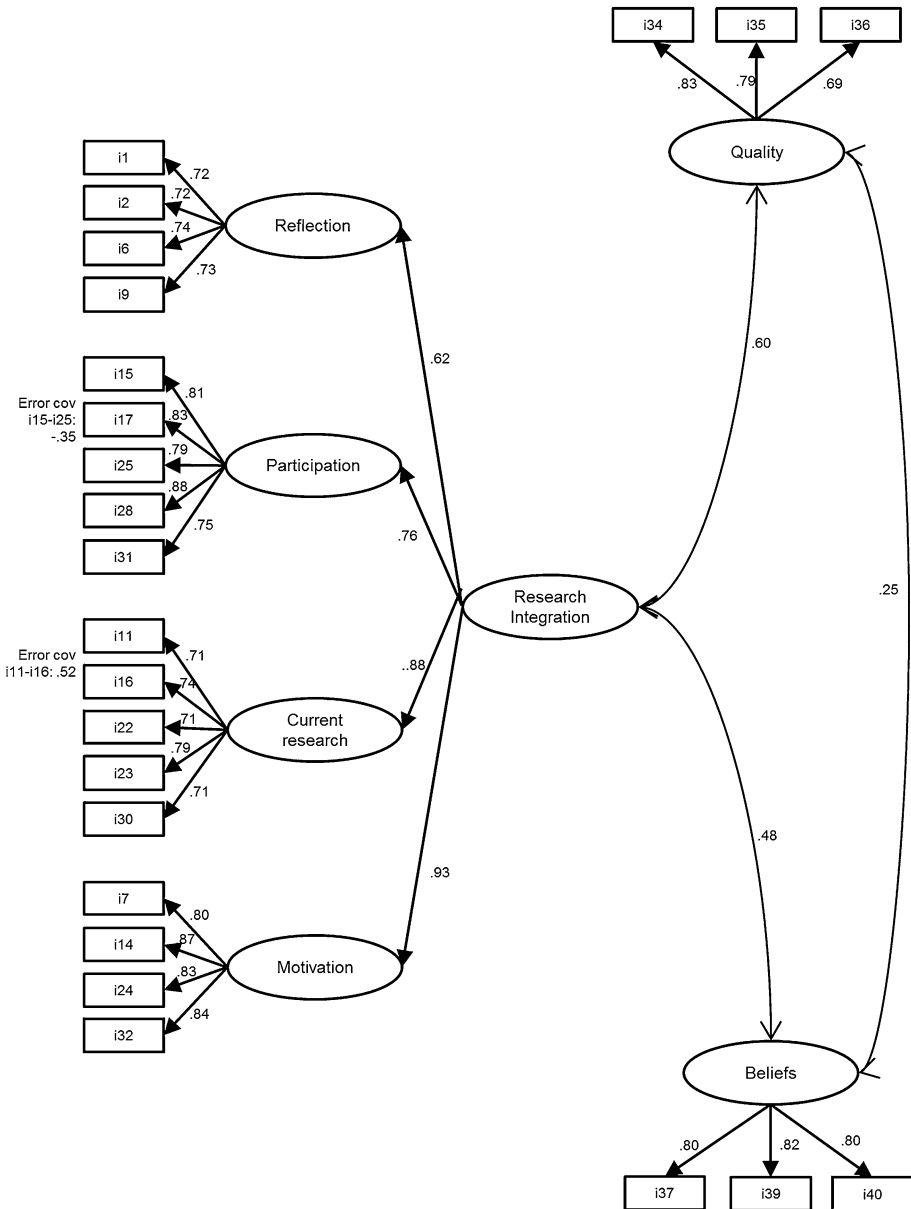 i34
i35
i36
.83
.79
.69
Quality
i1
i2
i6
i9
.72
.72
.74
.73
Reflection
.62
.60
i15
i17
i25
i28
i31
Error cov
i15-i25:
-.35
.81
.83
.79
.88
.75
Participation
.76
.25
Research
Integration
i11
i16
i22
i23
i30
Error cov
i11-i16: .52
.71
.74
.71
.79
.71
Current
research
..88
.48
i7
i14
i24
i32
.80
.87
.83
.84
Motivation
.93
Beliefs
.80
.82
.80
i37
i39
i40